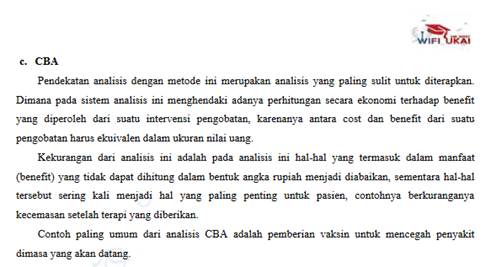 WIFI UKAI
c. CBA
Pendekatan analisis dengan metode ini merupakan analisis yang paling sulit untuk diterapkan.
Dimana pada sistem analisis ini menghendaki adanya perhitungan secara ekonomi terhadap benefit
yang diperoleh dari suatu intervensi pengobatan, karenanya antara cost dan benefit dari suatu
pengobatan harus ekuivalen dalam ukuran nilai uang.
Kekurangan dari analisis ini adalah pada analisis ini hal-hal yang termasuk dalam manfaat
(benefit) yang tidak dapat dihitung dalam bentuk angka rupiah menjadi diabaikan, sementara hal-hal
tersebut sering kali menjadi hal yang paling penting untuk pasien, contohnya berkuranganya
kecemasan setelah terapi yang diberikan.
Contoh paling umum dari analisis CBA adalah pemberian vaksin untuk mencegah penyakit
dimasa yang akan datang.